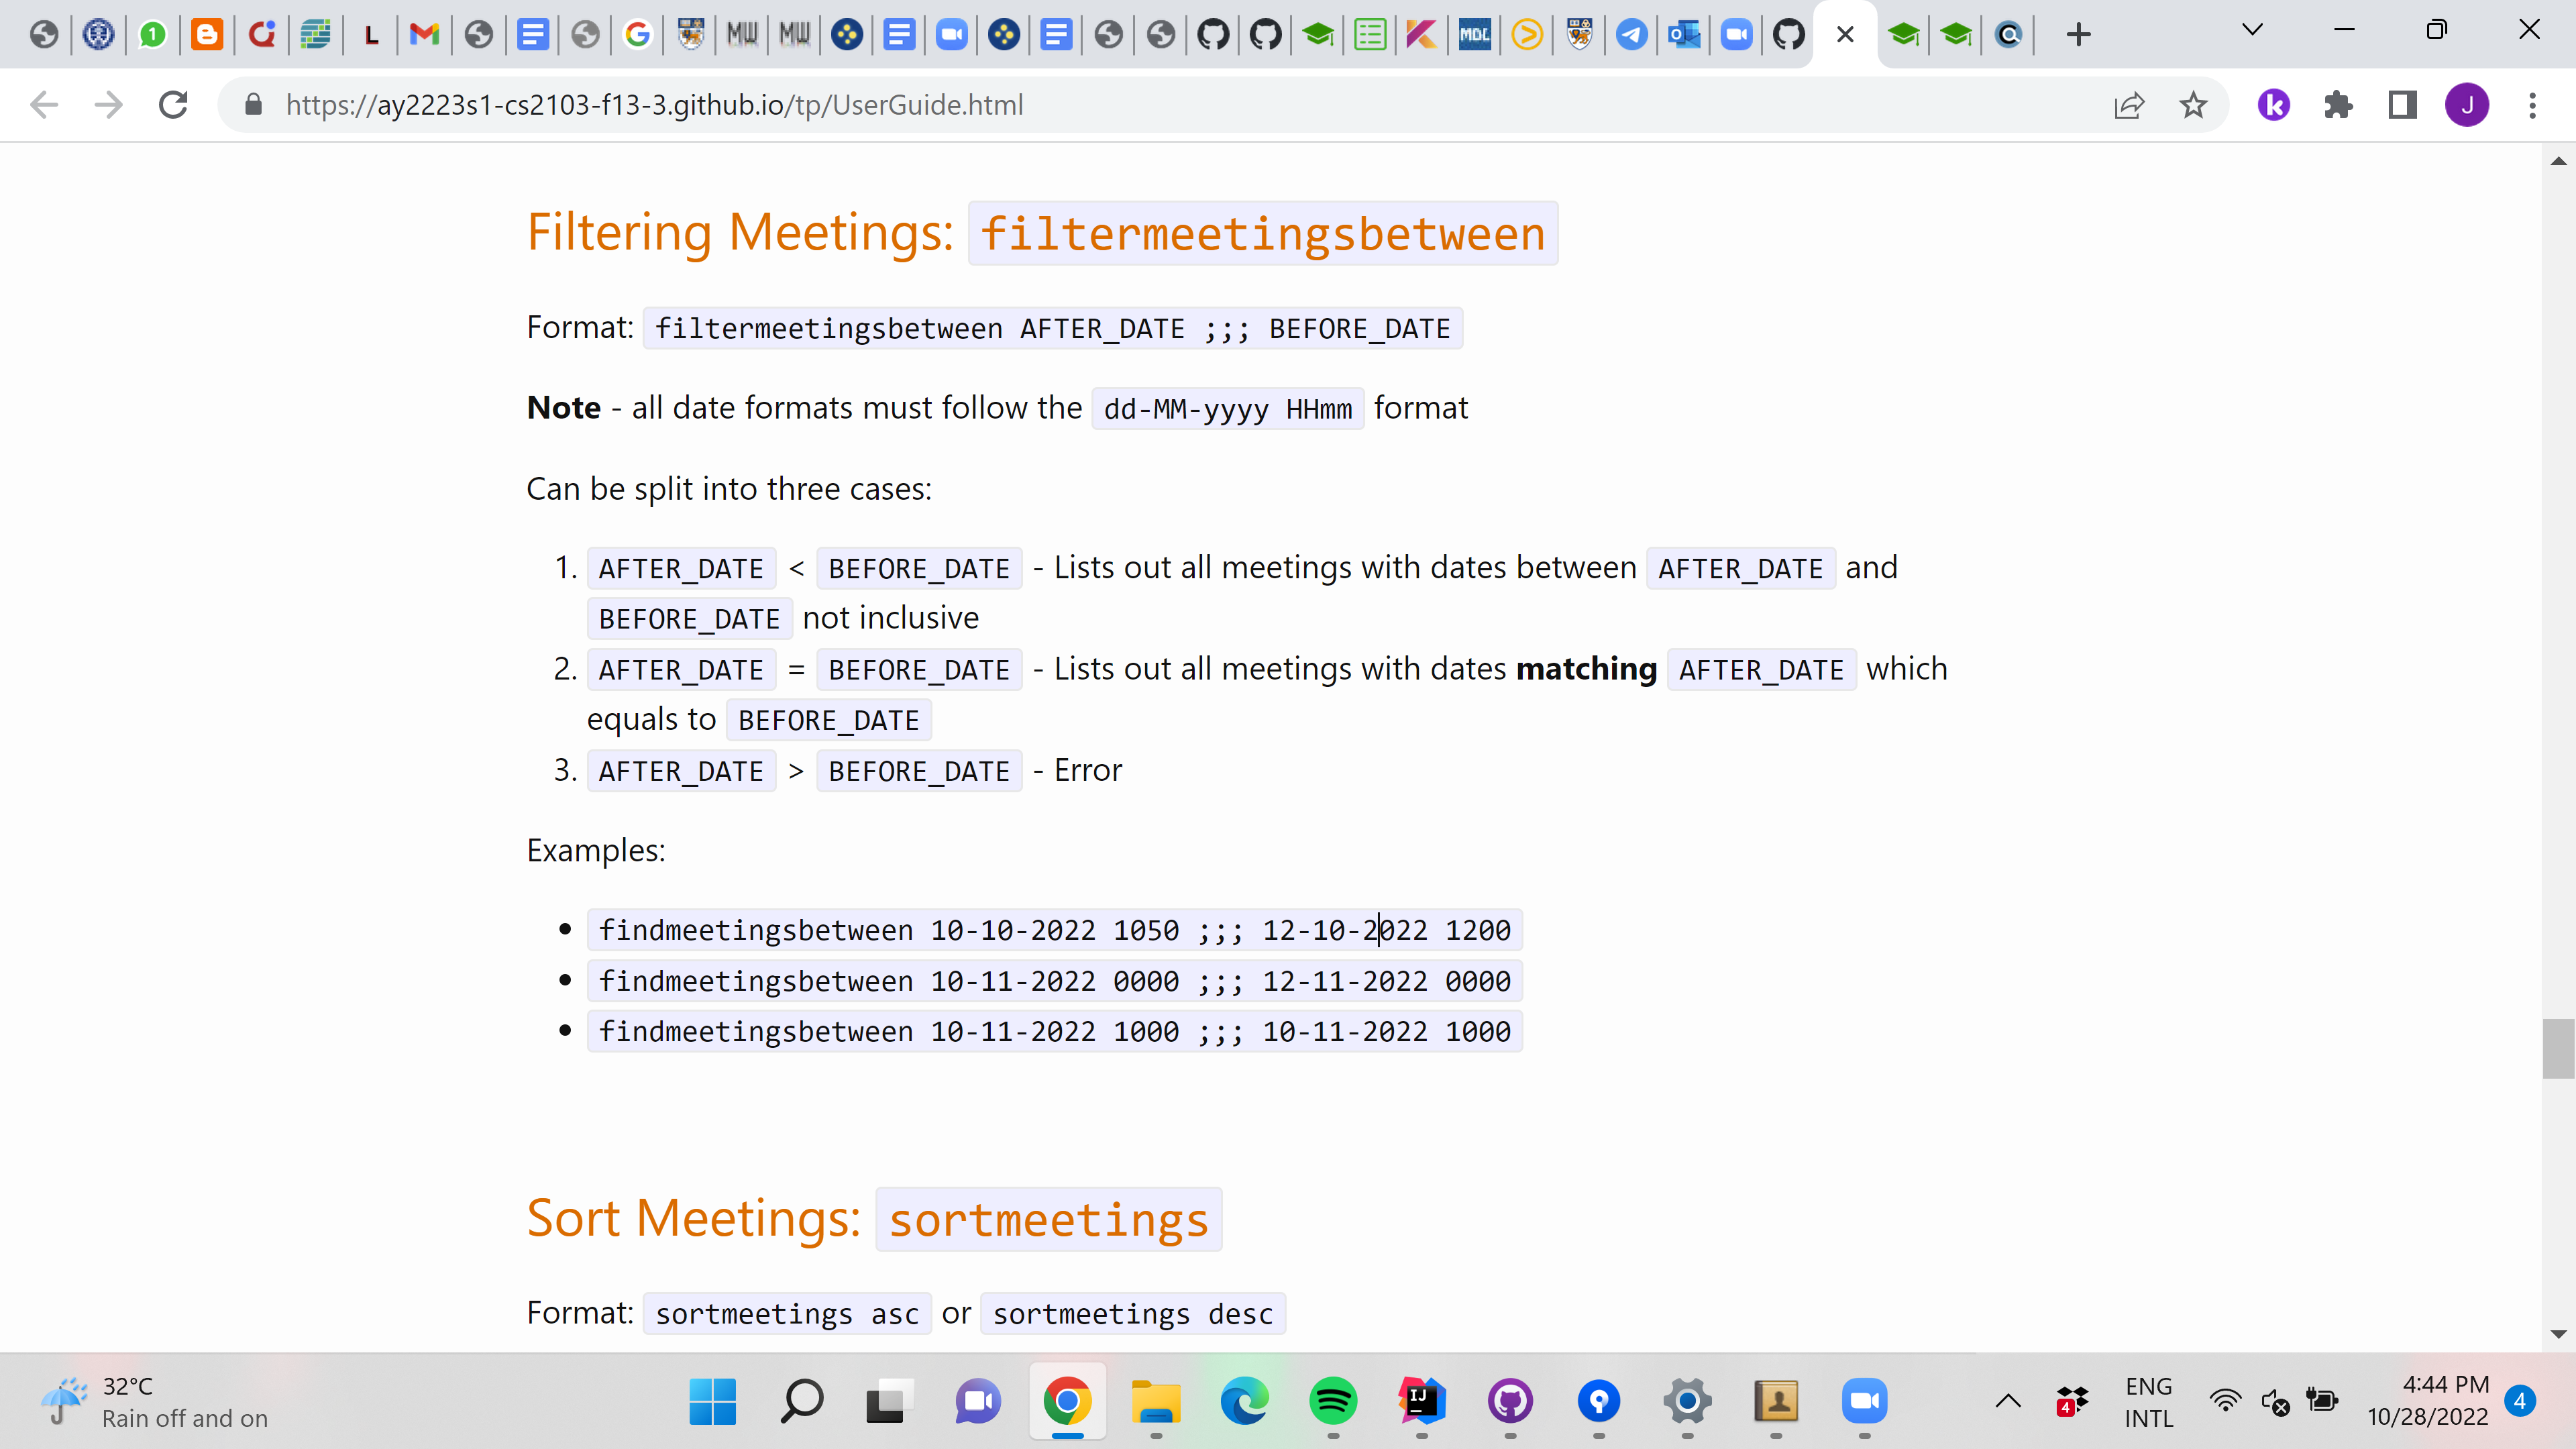 1
L
MW
MW
MDL
https://ay2223s1-cs2103-f13-3.github.io/tp/UserGuide.html
J
Filtering Meetings: filtermeetingsbetween
Format: filtermeetingsbetween AFTER_DATE ;;; BEFORE_DATE
Note - all date formats must follow the dd-MM-yyyy HHmm format
Can be split into three cases:
1. AFTER_DATE < BEFORE_DATE - Lists out all meetings with dates between AFTER_DATE and
BEFORE_DATE not inclusive
2. AFTER_DATE = BEFORE_DATE - Lists out all meetings with dates matching AFTER_DATE which
equals to BEFORE_DATE
3. AFTER_DATE > BEFORE_DATE - Error
Examples:
• findmeetingsbetween 10-10-2022 1050 ;;; 12-10-2022 1200
• findmeetingsbetween 10-11-2022 0000 ;;; 12-11-2022 0000
• findmeetingsbetween 10-11-2022 1000 ;;; 10-11-2022 1000
Sort Meetings: sortmeetings
Format: sortmeetings asc or sortmeetings desc
32°C
Rain off and on
IJ
4
ENG
INTL
4:44 PM
10/28/2022
4